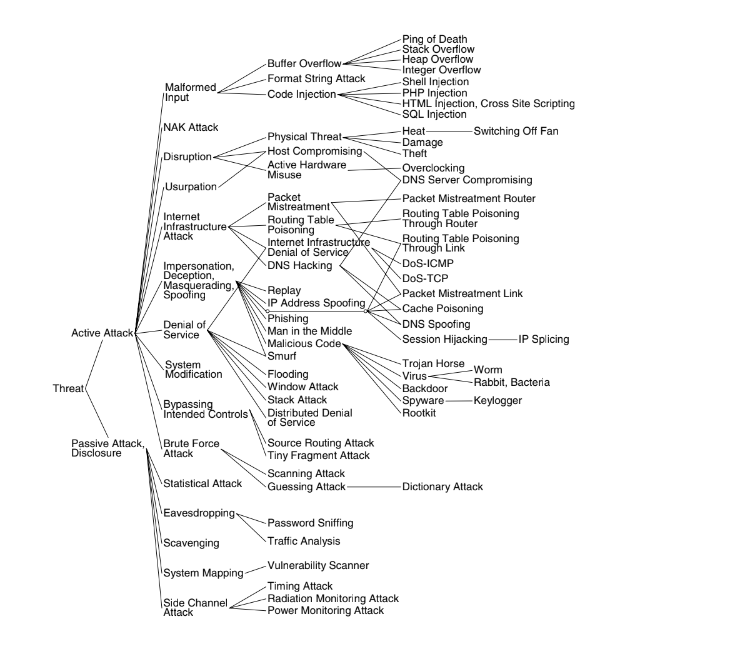 Ping of Death
Stack Overflow
Buffer Overflow
Heap Overflow
Integer Overflow
Format String Attack
Shell Injection
Malformed
Input
Code Injection
PHP Injection
HTML Injection, Cross Site Scripting
SQL Injection
NAK Attack
Physical Threat
Heat
Switching Off Fan
Damage
Disruption
Host Compromising
Theft
Active Hardware
Misuse
Overclocking
DNS Server Compromising
Usurpation
Packet
Mistreatment
Packet Mistreatment Router
Internet
Infrastructure
Attack
Routing Table
Poisoning
Routing Table Poisoning
Through Router
Internet Infrastructure
Denial of Service
Routing Table Poisoning
Through Link
DNS Hacking
DoS-ICMP
Impersonation,
Deception,
Masquerading,
Spoofing
DoS-TCP
Replay
Packet Mistreatment Link
IP Address Spoofing
Cache Poisoning
Phishing
DNS Spoofing
Active Attack
Denial of
Service
Man in the Middle
Malicious Code
Session Hijacking
IP Splicing
Smurf
System
Modification
Trojan Horse
Flooding
Virus
Worm
Rabbit, Bacteria
Threat
Window Attack
Backdoor
Stack Attack
Spyware
Keylogger
Bypassing
Intended Controls
Distributed Denial
of Service
Rootkit
Passive Attack,
Disclosure
Brute Force
Attack
Source Routing Attack
Tiny Fragment Attack
Scanning Attack
Statistical Attack
Guessing Attack
Dictionary Attack
Eavesdropping
Password Sniffing
Traffic Analysis
Scavenging
System Mapping
Vulnerability Scanner
Side Channel
Attack
Timing Attack
Radiation Monitoring Attack
Power Monitoring Attack